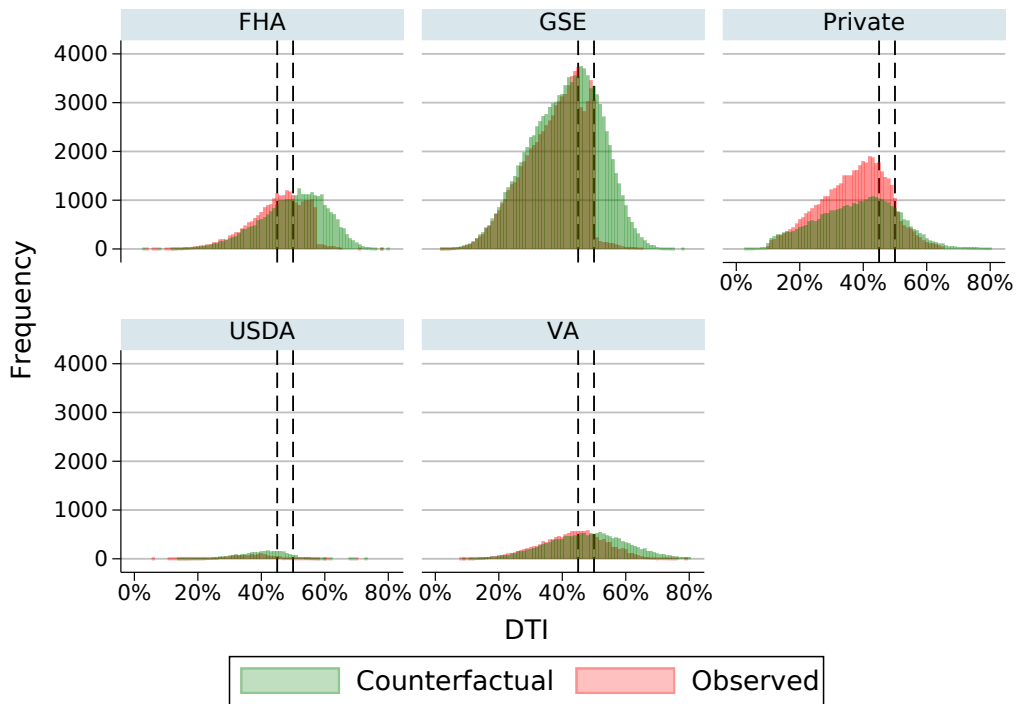 FHA
GSE
Private
4000
3000
2000
1000
0
0% 20% 40% 60% 80%
USDA
VA
4000
3000
2000
1000
0
0% 20% 40% 60% 80%
0% 20% 40% 60% 80%
Frequency
DTI
Counterfactual
Observed